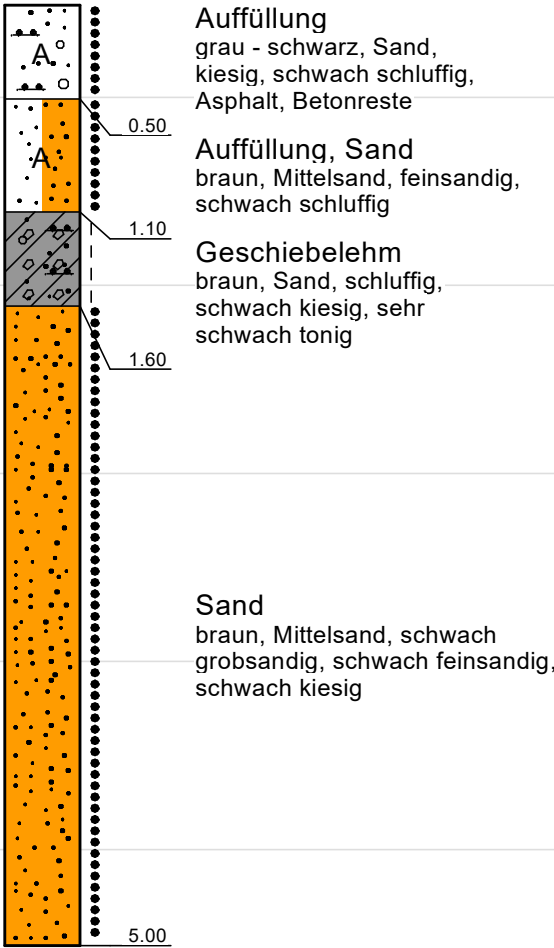 Auffüllung
grau - schwarz, Sand,
kiesig, schwach schluffig,
Asphalt, Betonreste
A
0.50
Auffüllung, Sand
braun, Mittelsand, feinsandig,
schwach schluffig
A
1.10
Geschiebelehm
braun, Sand, schluffig,
schwach kiesig, sehr
schwach tonig
1.60
Sand
braun, Mittelsand, schwach
grobsandig, schwach feinsandig,
schwach kiesig
5.00